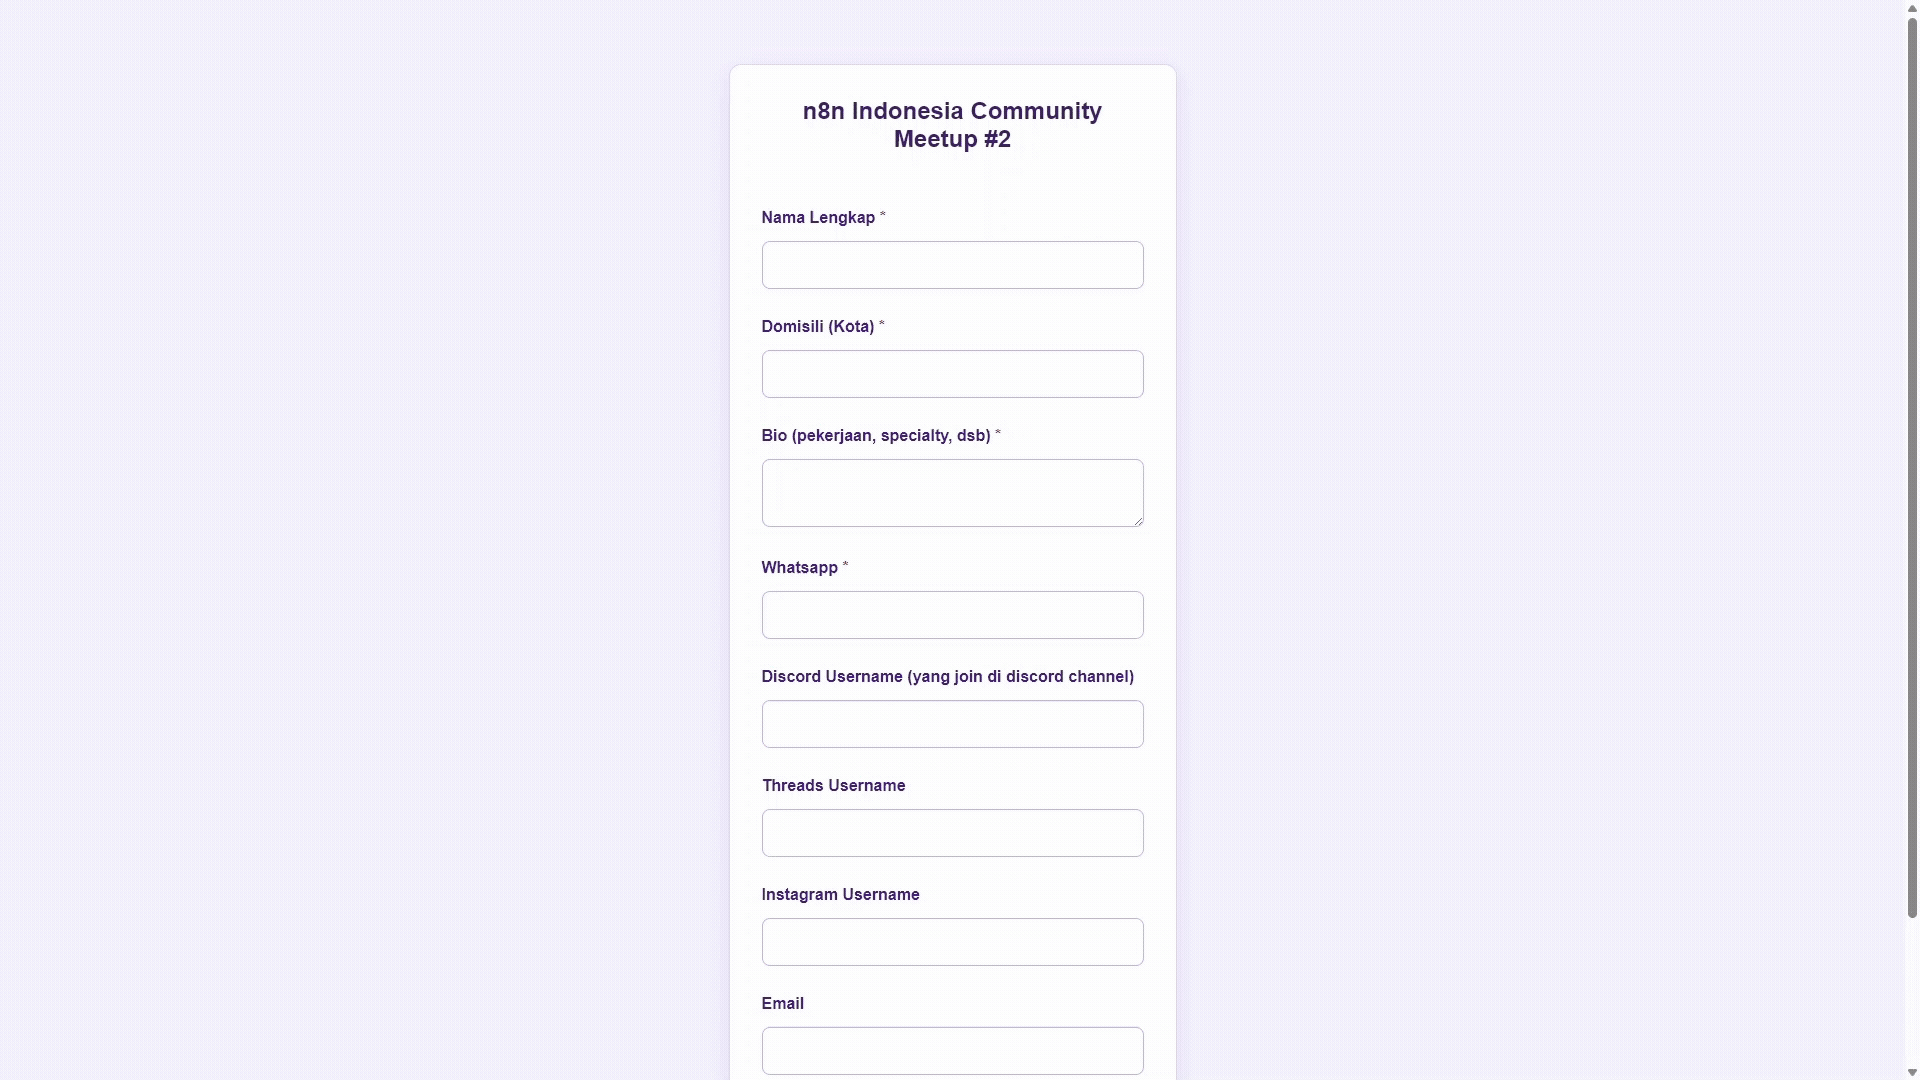 n8n Indonesia Community
Meetup #2
Nama Lengkap *
Domisili (Kota) *
Bio (pekerjaan, specialty, dsb) *
Whatsapp *
Discord Username (yang join di discord channel)
Threads Username
Instagram Username
Email